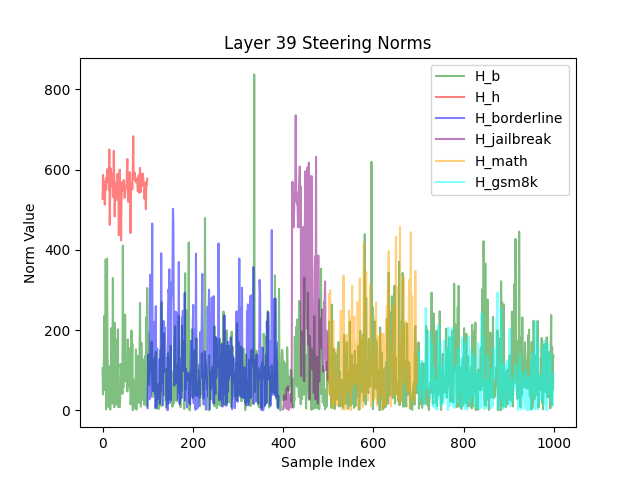 Layer 39 Steering Norms
H_b
H_h
H_borderline
H_jailbreak
H_math
H_gsm8k
Norm Value
800
600
400
200
0
0 200 400 600 800 1000
Sample Index